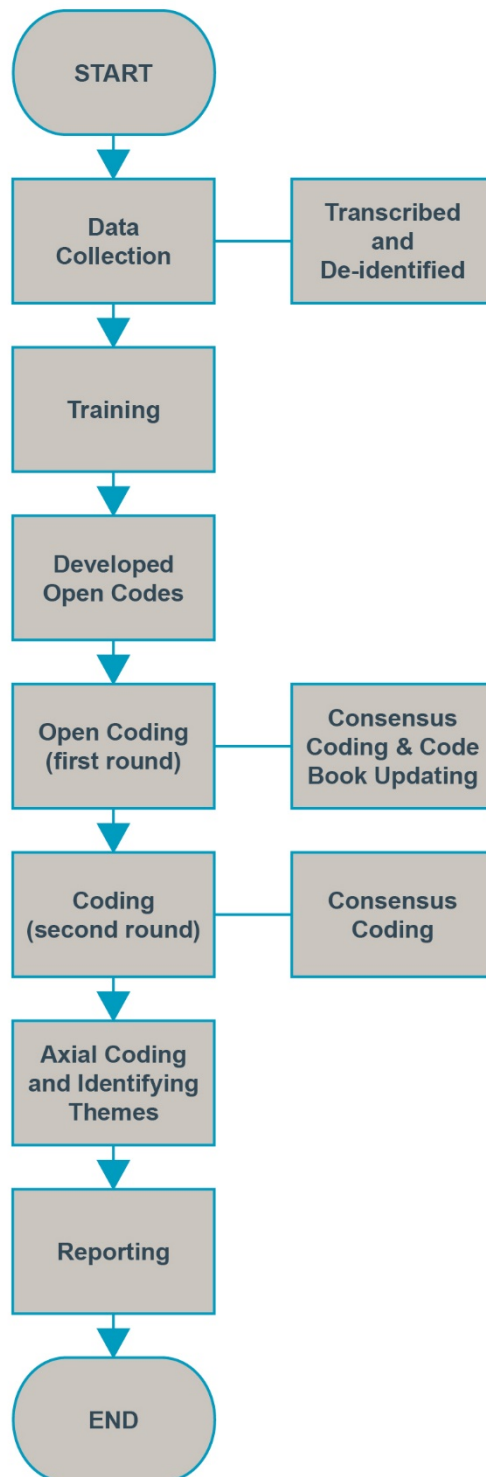 START
Data
Collection
Transcribed
and
De-identified
Training
Developed
Open Codes
Open Coding
(first round)
Consensus
Coding & Code
Book Updating
Coding
(second round)
Consensus
Coding
Axial Coding
and Identifying
Themes
Reporting
END